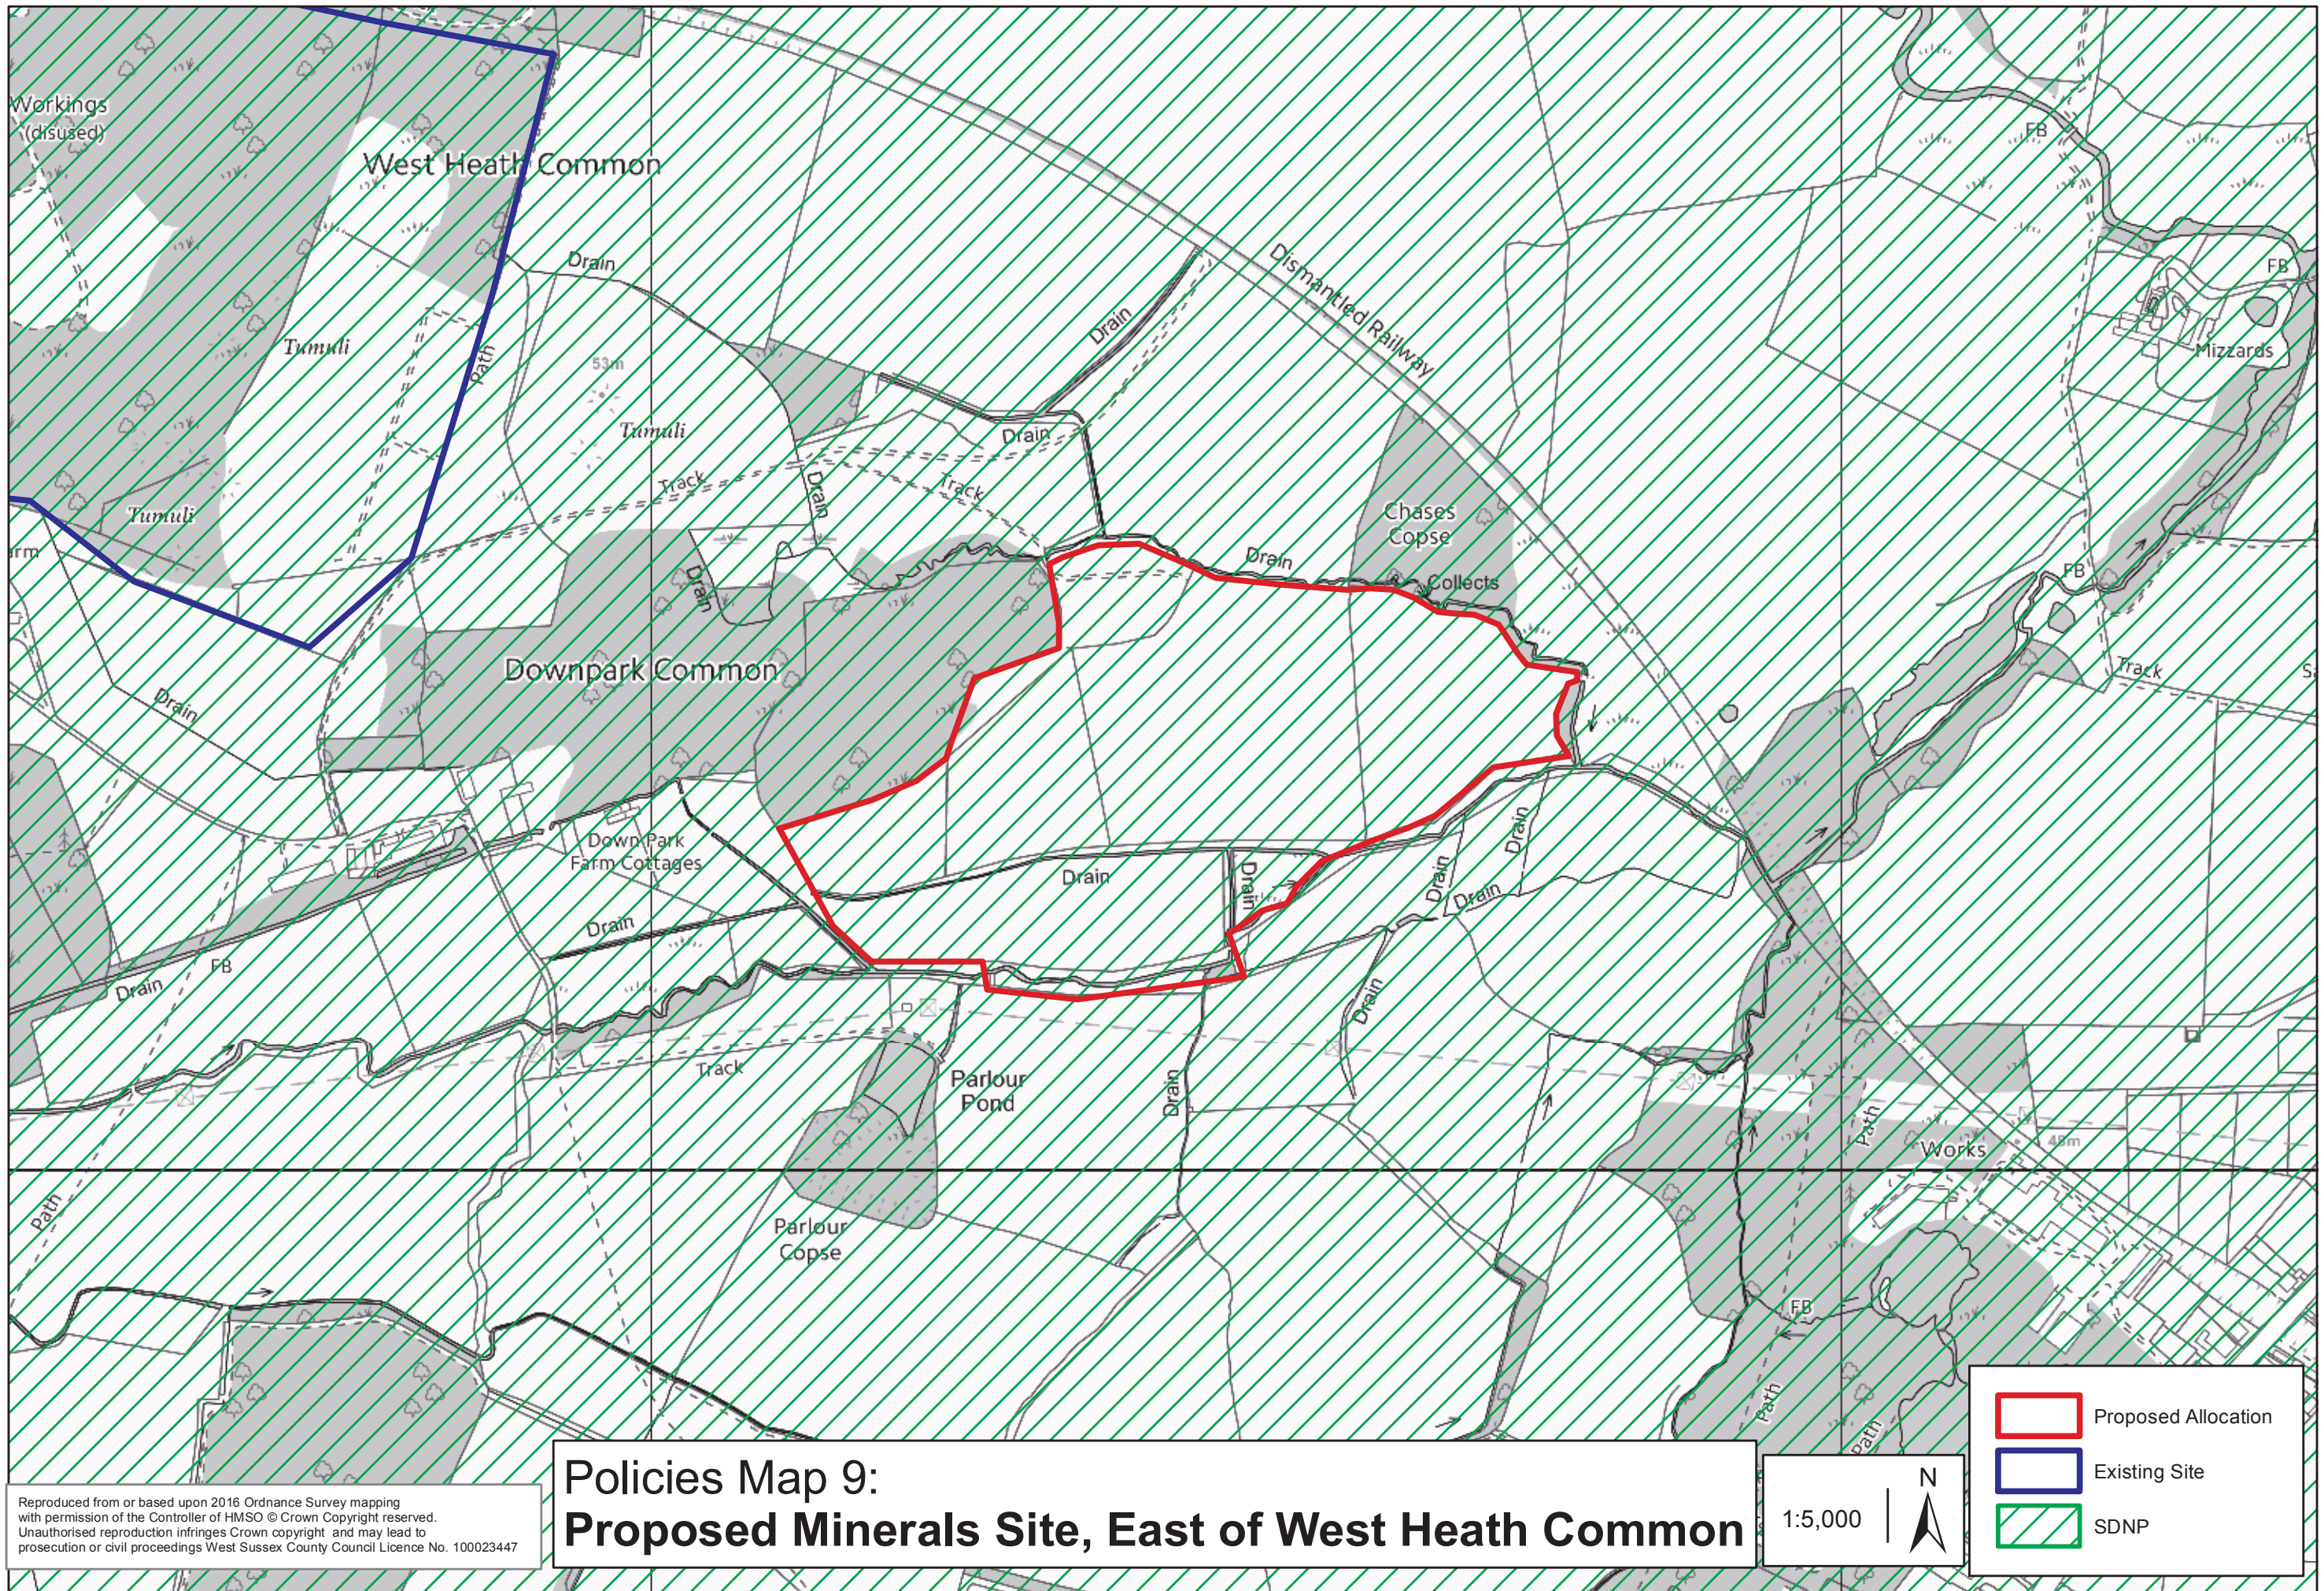 Workings
(disused)
West Heath Common
FB
Drain
Dismantled Railway
FB
Drain
Mizzards
Tumuli
Path
53m
Tumuli
Drain
Track
Drain
Track
Tumuli
Chases
Copse
arm
Drain
Collects
Drain
FB
Downpark Common
Track
Sa
Drain
Down Park
Farm Cottages
Drain
Drain
Drain
Drain
Drain
Drain
FB
Drain
Drain
Track
Parlour
Pond
Drain
Path
Works
48m
Path
Parlour
Copse
FB
Path
Path
Proposed Allocation
Existing Site
SDNP
Policies Map 9:
Proposed Minerals Site, East of West Heath Common
1:5,000
N
Reproduced from or based upon 2016 Ordnance Survey mapping
with permission of the Controller of HMSO © Crown Copyright reserved.
Unauthorised reproduction infringes Crown copyright and may lead to
prosecution or civil proceedings West Sussex County Council Licence No. 100023447